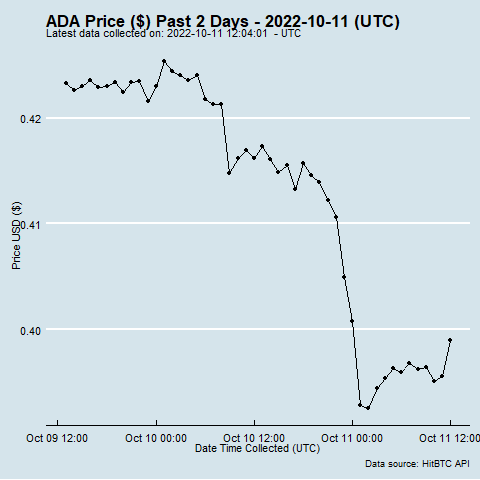 ADA Price ($) Past 2 Days - 2022-10-11 (UTC)
Latest data collected on: 2022-10-11 12:04:01 - UTC
0.42
0.41
Price USD ($)
0.40
Oct 09 12:00 Oct 10 00:00 Oct 10 12:00 Oct 11 00:00 Oct 11 12:00
Date Time Collected (UTC)
Data source: HitBTC API